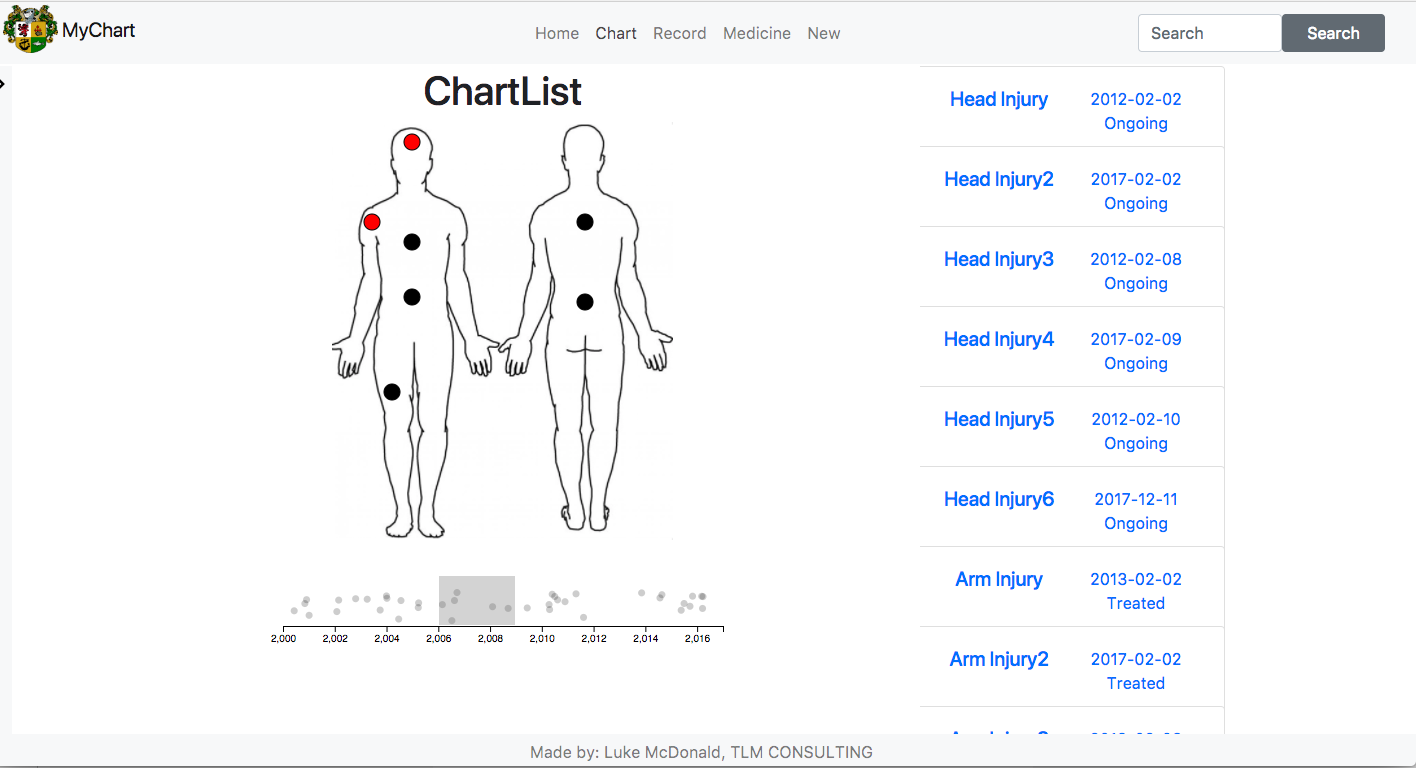 MyChart
Home Chart Record Medicine New
Search Search
ChartList
2,000 2,002 2,004 2,006 2,008 2,010 2,012 2,014 2,016
Head Injury 2012-02-02
Ongoing
Head Injury2 2017-02-02
Ongoing
Head Injury3 2012-02-08
Ongoing
Head Injury4 2017-02-09
Ongoing
Head Injury5 2012-02-10
Ongoing
Head Injury6 2017-12-11
Ongoing
Arm Injury 2013-02-02
Treated
Arm Injury2 2017-02-02
Treated
Made by: Luke McDonald, TLM CONSULTING